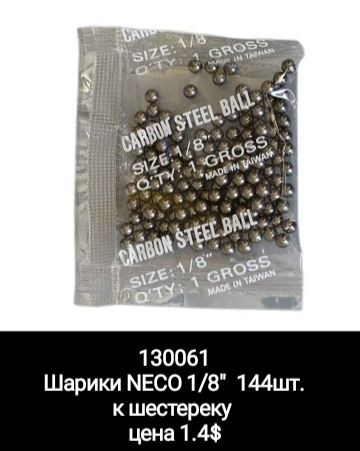 CARBON STEEL BALL
SIZE: 1/8"
Q'TY: 1 GROSS
MADE IN TAIWAN
CARBON STEEL BALL
SIZE: 1/8"
Q'TY: 1 GROSS
MADE IN TAIWAN
CARBON STEEL BALL
SIZE: 1/8"
Q'TY: 1 GROSS
MADE IN TAIWAN
130061
Шарики NECO 1/8" 144шт.
к шестереку
цена 1.4$